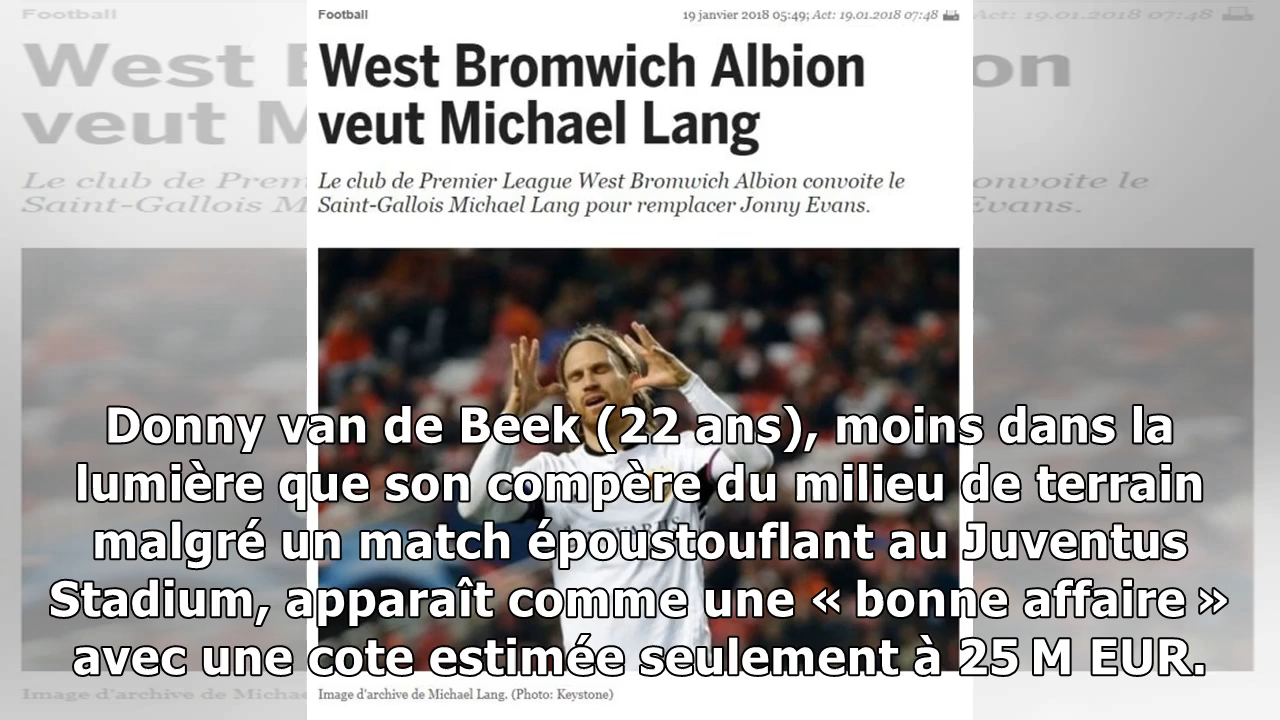 Football
19 janvier 2018 05:49; Act: 19.01.2018 07:48
West Bromwich Albion
veut Michael Lang
Le club de Premier League West Bromwich Albion convoite le
Saint-Gallois Michael Lang pour remplacer Jonny Evans.
Donny van de Beek (22 ans), moins dans la
lumière que son compère du milieu de terrain
malgré un match époustouflant au Juventus
Stadium, apparaît comme une « bonne affaire »
avec une cote estimée seulement à 25 M EUR.
Image d'archive de Michael Lang. (Photo: Keystone)